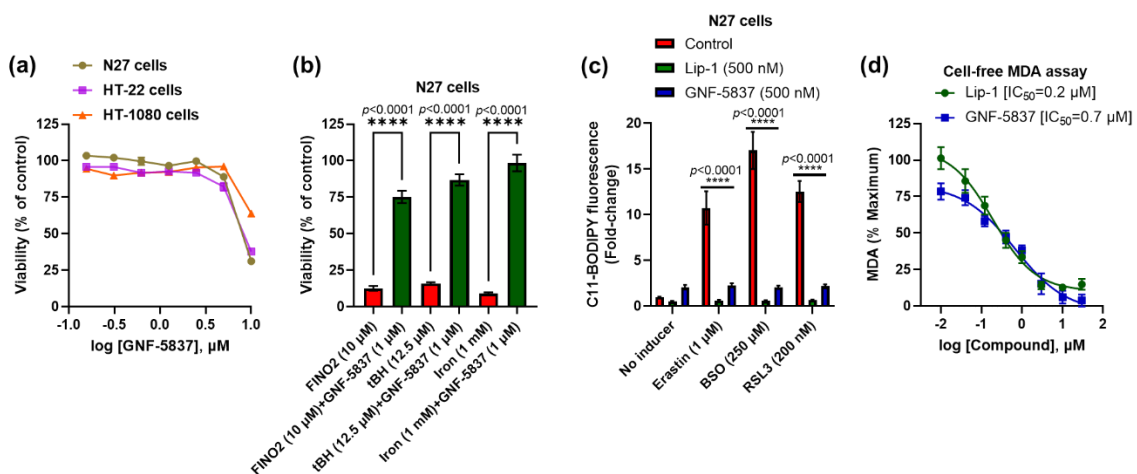 (a)
N27 cells
HT-22 cells
HT-1080 cells
Viability (% of control)
125
100
75
50
25
0
-1.0
-0.5
0.0
0.5
1.0
log [GNF-5837], µM
(b)
N27 cells
p<0.0001 p<0.0001 p<0.0001
**** **** ****
Viability (% of control)
125
100
75
50
25
0
FINO2 (10 µM)
FINO2 (10 µM)+GNF-5837 (1 µM)
tBH (12.5 µM)
tBH (12.5 µM)+GNF-5837 (1 µM)
Iron (1 mM)
Iron (1 mM)+GNF-5837 (1 µM)
(c)
N27 cells
Control
Lip-1 (500 nM)
GNF-5837 (500 nM)
C11-BODIPY fluorescence
(Fold-change)
20
15
10
5
0
p<0.0001
****
p<0.0001
****
p<0.0001
****
No inducer
Erastin (1 µM)
BSO (250 µM)
RSL3 (200 nM)
(d)
Cell-free MDA assay
Lip-1 [IC50=0.2 µM]
GNF-5837 [IC50=0.7 µM]
MDA (% Maximum)
125
100
75
50
25
0
-2
-1
0
1
2
log [Compound], µM